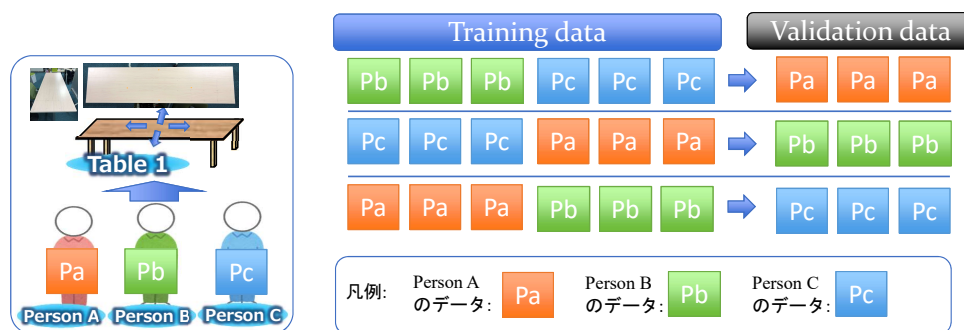 Training data
Validation data
Pb Pb Pb Pc Pc Pc Pa Pa Pa
Pc Pc Pc Pa Pa Pa Pb Pb Pb
Pa Pa Pa Pb Pb Pb Pc Pc Pc
Table 1
Pa Pb Pc
Person A Person B Person C
凡例: Person A のデータ: Pa
Person B のデータ: Pb
Person C のデータ: Pc